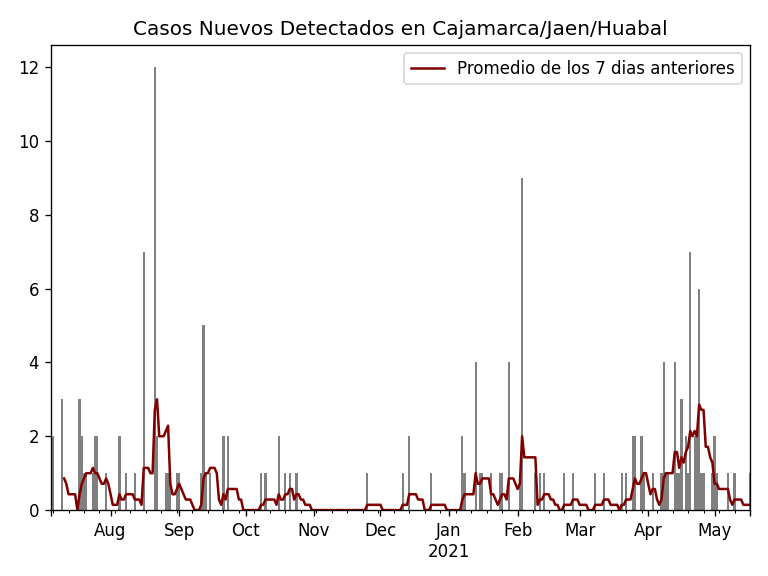 Casos Nuevos Detectados en Cajamarca/Jaen/Huabal
Promedio de los 7 dias anteriores
12
10
8
6
4
2
0
Aug Sep Oct Nov Dec Jan Feb Mar Apr May
2021